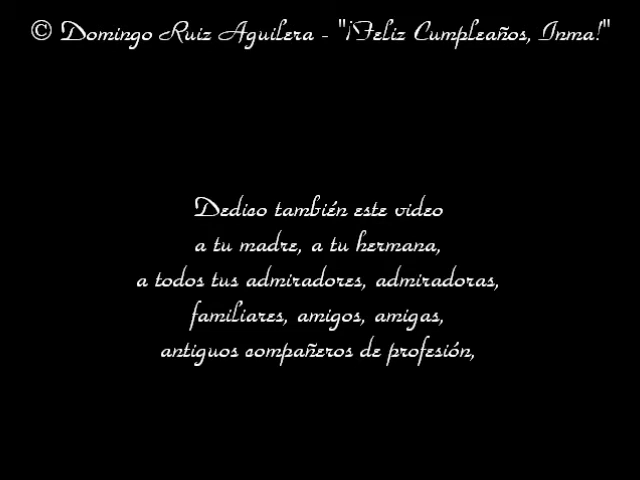 © Domingo Ruiz Aguilera - "¡Feliz Cumpleaños, Inma!"
Dedico también este video
a tu madre, a tu hermana,
a todos tus admiradores, admiradoras,
familiares, amigos, amigas,
antiguos compañeros de profesión,